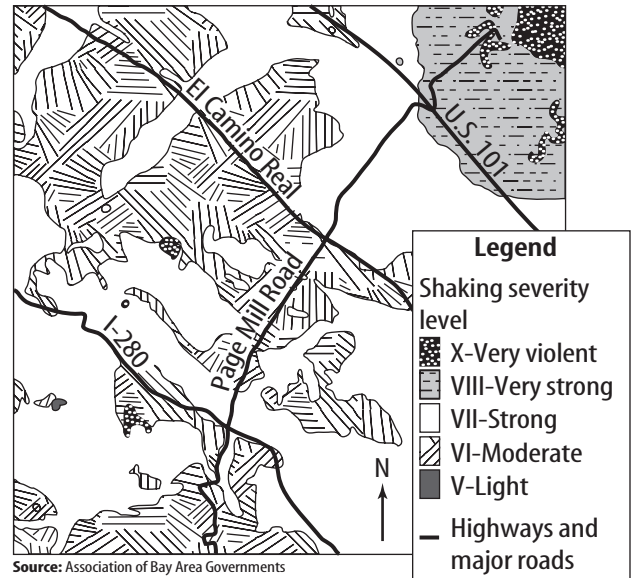 El Camino Real
U.S. 101
Page Mill Road
I-280
N
Legend
Shaking severity
level
X-Very violent
VIII-Very strong
VII-Strong
VI-Moderate
V-Light
Highways and
major roads
Source: Association of Bay Area Governments